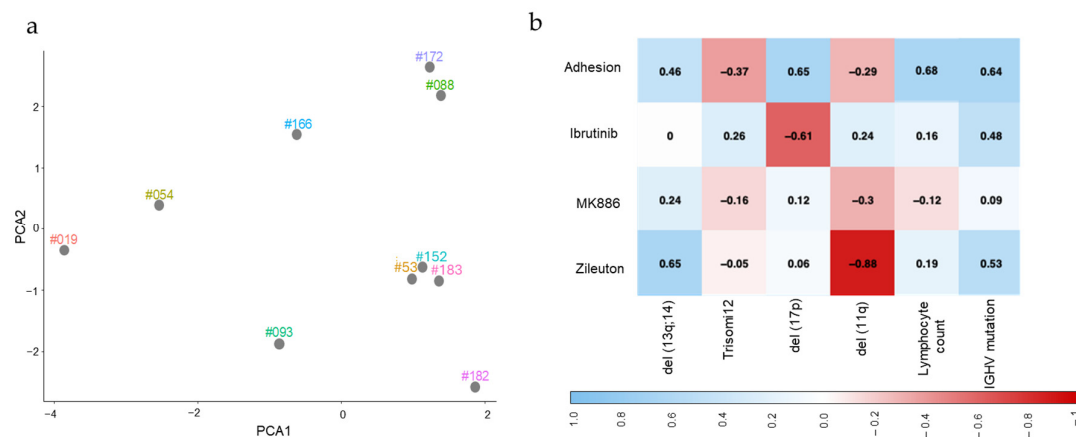 a
#172
#088
#166
#054
#019
#152
#53
#183
#093
#182
2
1
0
−1
−2
−4
−2
0
2
PCA2
PCA1
b
Adhesion
0.46 −0.37 0.65 −0.29 0.68 0.64
Ibrutinib
0 0.26 −0.61 0.24 0.16 0.48
MK886
0.24 −0.16 0.12 −0.3 −0.12 0.09
Zileuton
0.65 −0.05 0.06 −0.88 0.19 0.53
del (13q;14)
Trisomi12
del (17p)
del (11q)
Lymphocyte
count
IGHV mutation
1.0 0.8 0.6 0.4 0.2 0.0 − 0.2 − 0.4 − 0.6 − 0.8 − 1